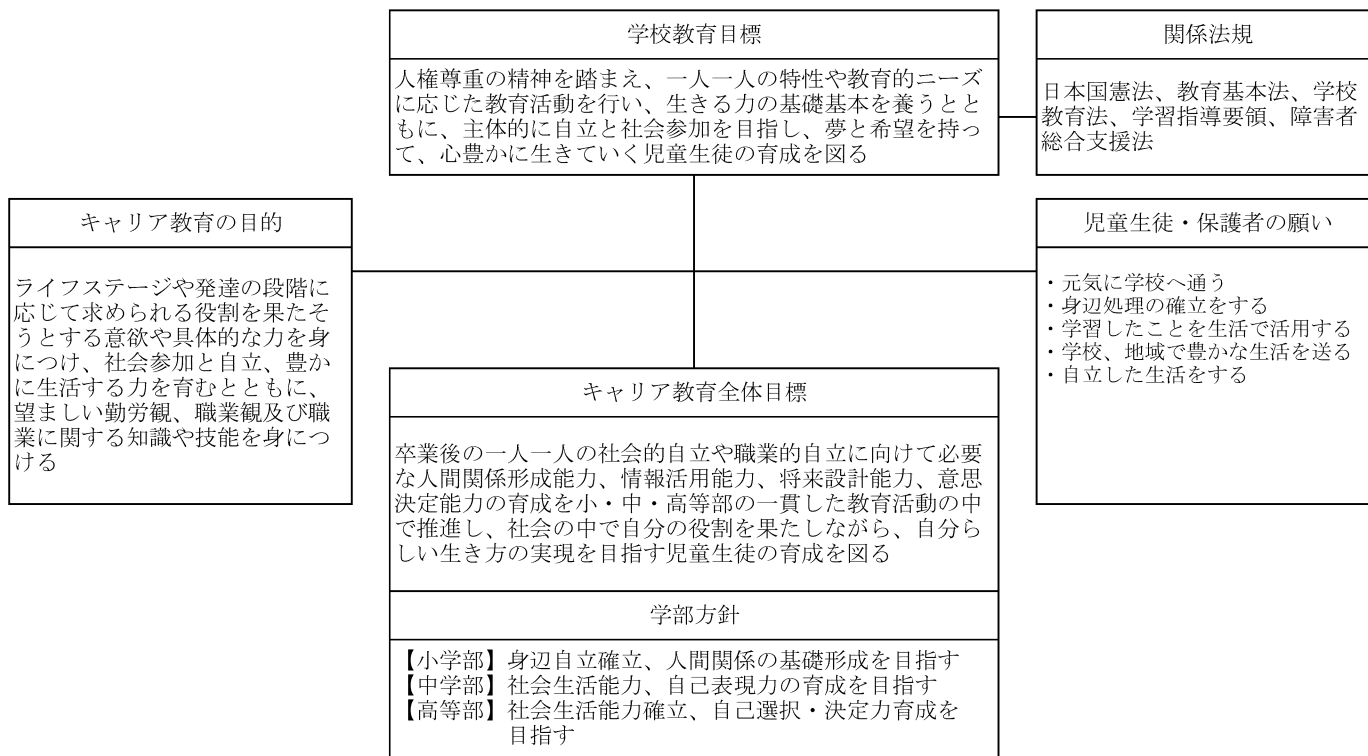 学校教育目標
人権尊重の精神を踏まえ、一人一人の特性や教育的ニーズ
に応じた教育活動を行い、生きる力の基礎基本を養うとと
もに、主体的に自立と社会参加を目指し、夢と希望を持っ
て、心豊かに生きていく児童生徒の育成を図る
関係法規
日本国憲法、教育基本法、学校
教育法、学習指導要領、障害者
総合支援法
キャリア教育の目的
ライフステージや発達の段階に
応じて求められる役割を果たそ
うとする意欲や具体的な力を身
につけ、社会参加と自立、豊か
に生活する力を育むとともに、
望ましい勤労観、職業観及び職
業に関する知識や技能を身につ
ける
児童生徒・保護者の願い
・元気に学校へ通う
・身辺処理の確立をする
・学習したことを生活で活用する
・学校、地域で豊かな生活を送る
・自立した生活をする
キャリア教育全体目標
卒業後の一人一人の社会的自立や職業的自立に向けて必要
な人間関係形成能力、情報活用能力、将来設計能力、意思
決定能力の育成を小・中・高等部の一貫した教育活動の中
で推進し、社会の中で自分の役割を果たしながら、自分ら
しい生き方の実現を目指す児童生徒の育成を図る
学部方針
【小学部】身辺自立確立、人間関係の基礎形成を目指す
【中学部】社会生活能力、自己表現力の育成を目指す
【高等部】社会生活能力確立、自己選択・決定力育成を
目指す